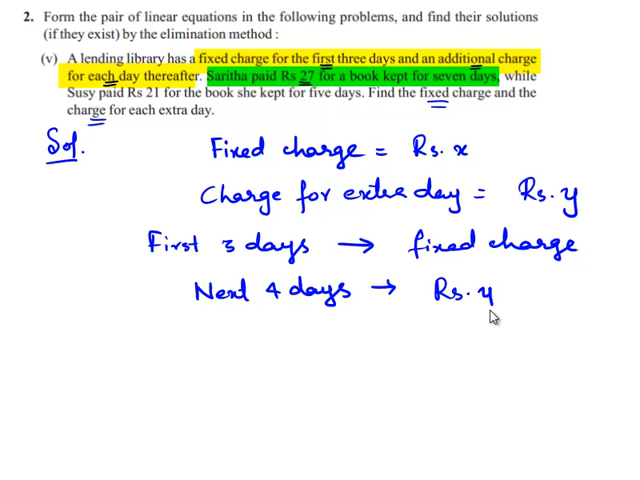 2. Form the pair of linear equations in the following problems, and find their solutions
(if they exist) by the elimination method :
(v) A lending library has a fixed charge for the first three days and an additional charge
for each day thereafter. Saritha paid Rs 27 for a book kept for seven days, while
Susy paid Rs 21 for the book she kept for five days. Find the fixed charge and the
charge for each extra day.
Sol.
Fixed charge = Rs. x
Charge for extra day = Rs. y
First 3 days → fixed charge
Next 4 days → Rs. y